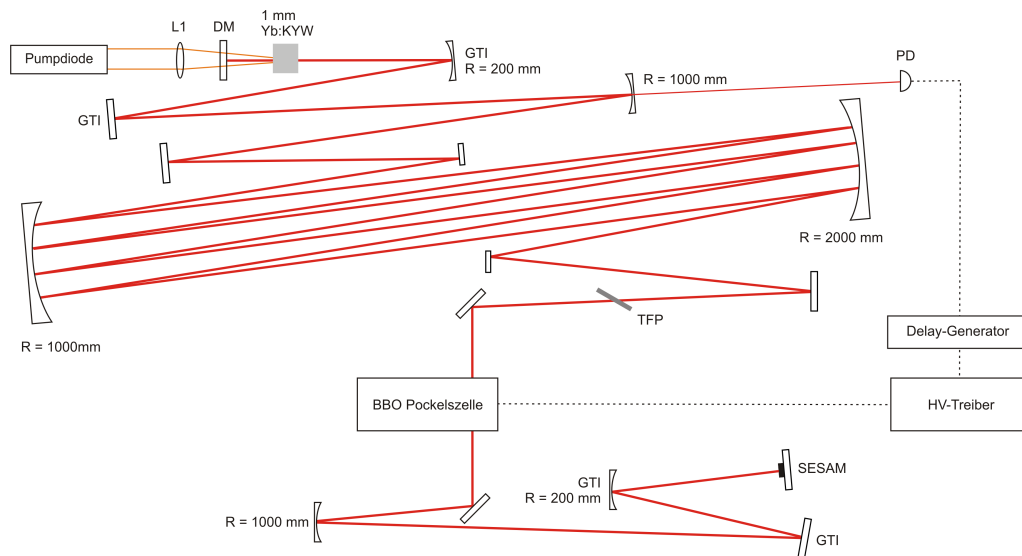 Pumpdiode
L1
DM
1 mm
Yb:KYW
GTI
R = 200 mm
R = 1000 mm
PD
GTI
R = 2000 mm
TFP
R = 1000mm
Delay-Generator
BBO Pockelszelle
HV-Treiber
SESAM
GTI
R = 200 mm
R = 1000 mm
GTI